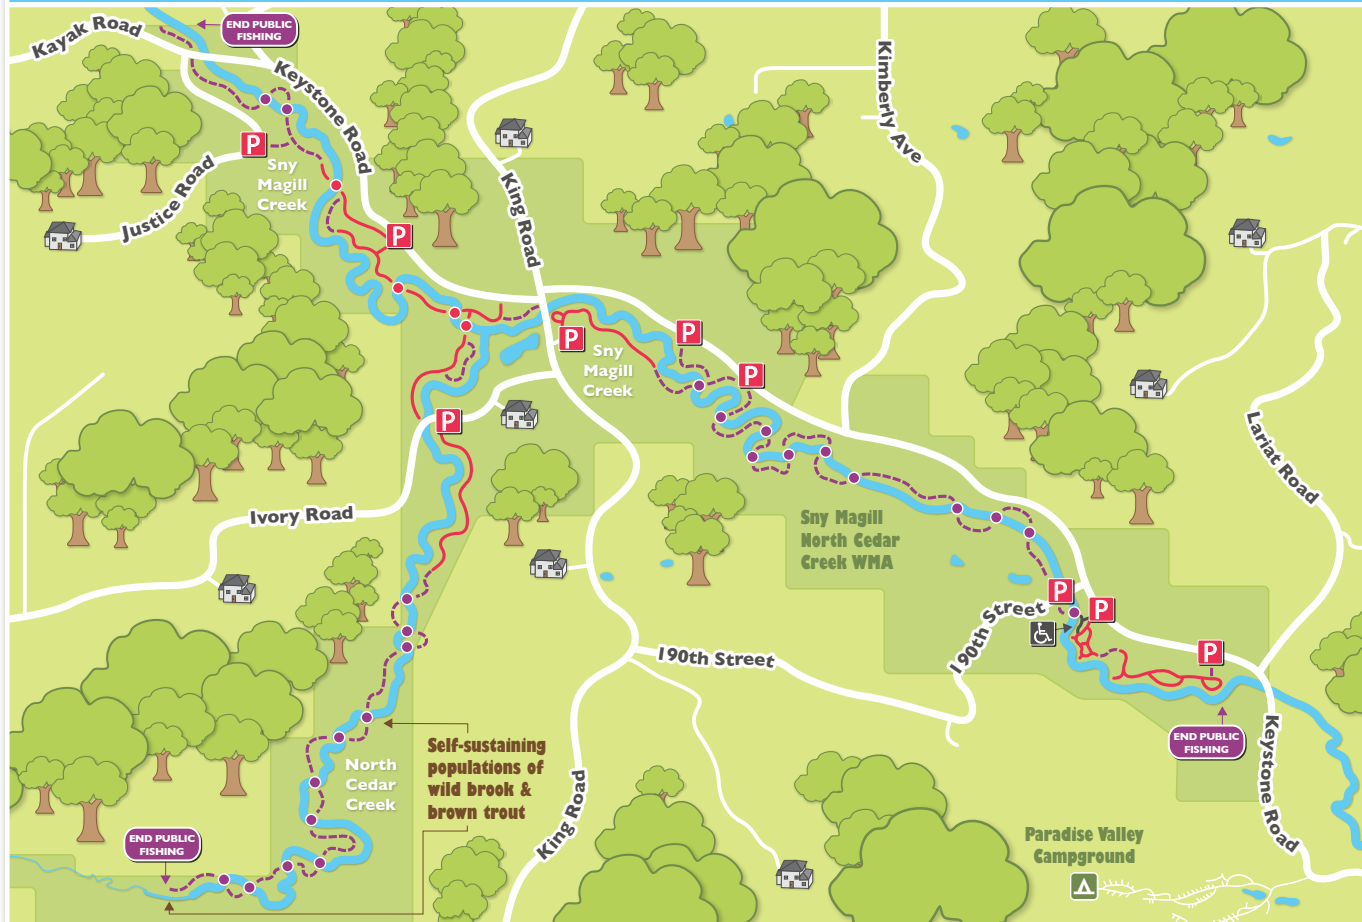 END PUBLIC
FISHING
Kayak Road
Keystone Road
Kimberly Ave
P
Sny
Magill
Creek
Justice Road
King Road
P
P
P
Sny
Magill
Creek
P
P
Lariat Road
Ivory Road
Sny Magill
North Cedar
Creek WMA
P
P
190th Street
190th Street
P
END PUBLIC
FISHING
Keystone Road
Self-sustaining
populations of
wild brook &
brown trout
North
Cedar
Creek
King Road
END PUBLIC
FISHING
Paradise Valley
Campground